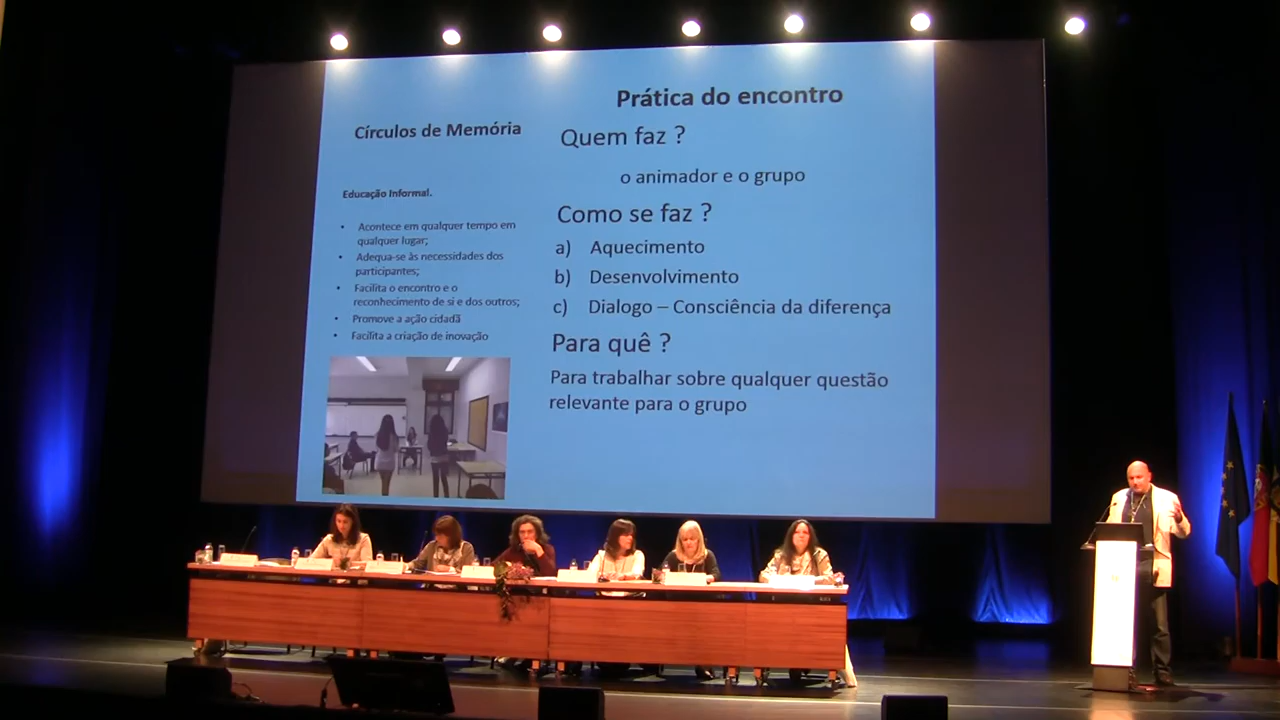 Círculos de Memória
Educação Informal.
• Acontece em qualquer tempo em
qualquer lugar;
• Adequa-se às necessidades dos
participantes;
• Facilita o encontro e o
reconhecimento de si e dos outros;
• Promove a ação cidadã
• Facilita a criação de inovação
Prática do encontro
Quem faz ?
o animador e o grupo
Como se faz ?
a) Aquecimento
b) Desenvolvimento
c) Dialogo – Consciência da diferença
Para quê ?
Para trabalhar sobre qualquer questão
relevante para o grupo